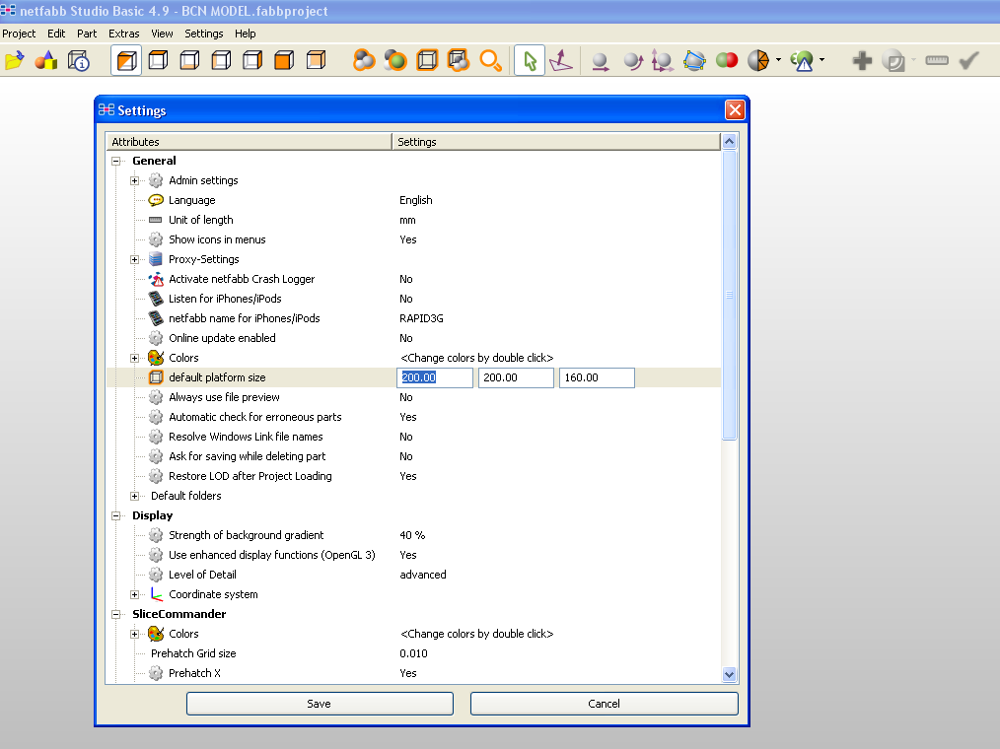 netfabb Studio Basic 4.9 - BCN MODEL.fabbproject
Project Edit Part Extras View Settings Help
Settings
Attributes Settings
General
Admin settings
Language English
Unit of length mm
Show icons in menus Yes
Proxy-Settings
Activate netfabb Crash Logger No
Listen for iPhones/iPods No
netfabb name for iPhones/iPods RAPID3G
Online update enabled No
Colors <Change colors by double click>
default platform size 200.00 200.00 160.00
Always use file preview No
Automatic check for erroneous parts Yes
Resolve Windows Link file names No
Ask for saving while deleting part No
Restore LOD after Project Loading Yes
Default folders
Display
Strength of background gradient 40 %
Use enhanced display functions (OpenGL 3) Yes
Level of Detail advanced
Coordinate system
SliceCommander
Colors <Change colors by double click>
Prehatch Grid size 0.010
Prehatch X Yes
Save Cancel